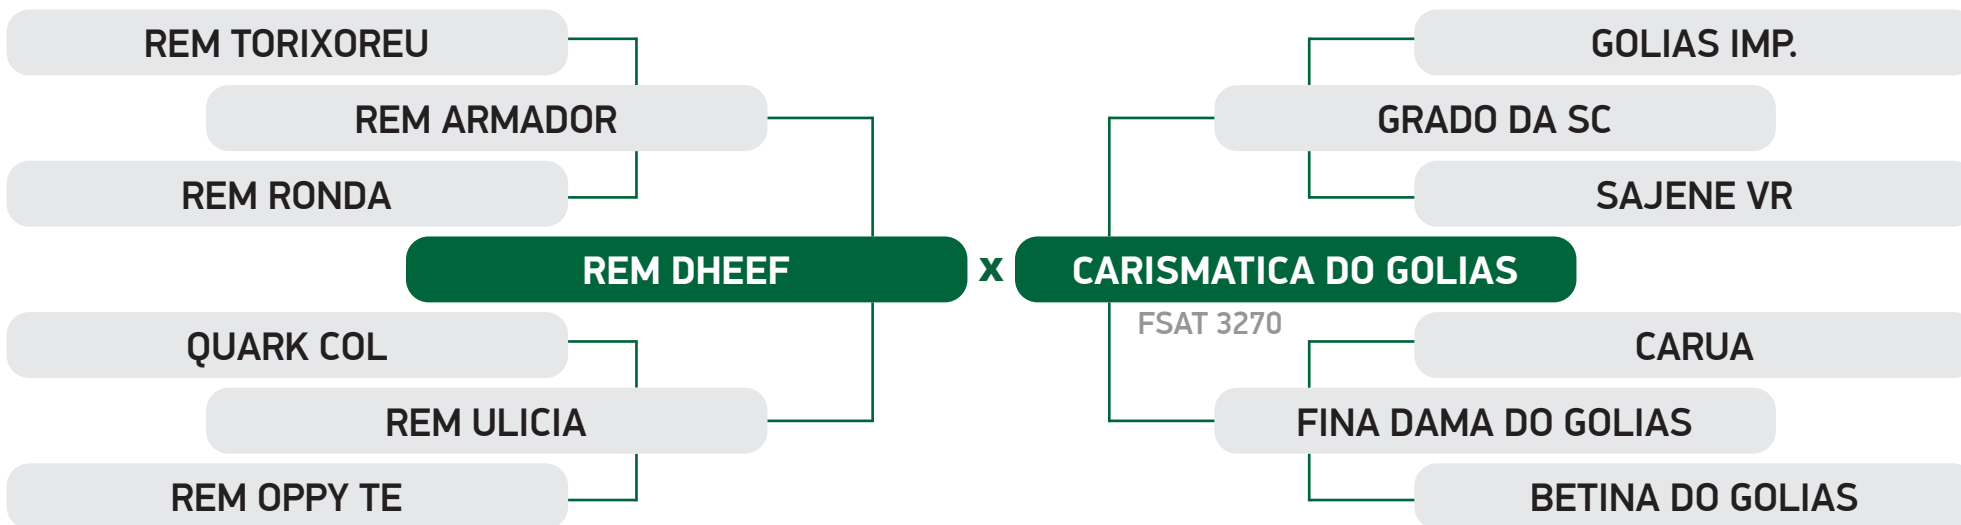 REM TORIXOREU
GOLIAS IMP.
REM ARMADOR
GRADO DA SC
REM RONDA
SAJENE VR
REM DHEEF x CARISMATICA DO GOLIAS
FSAT 3270
QUARK COL
CARUA
REM ULICIA
FINA DAMA DO GOLIAS
REM OPPY TE
BETINA DO GOLIAS